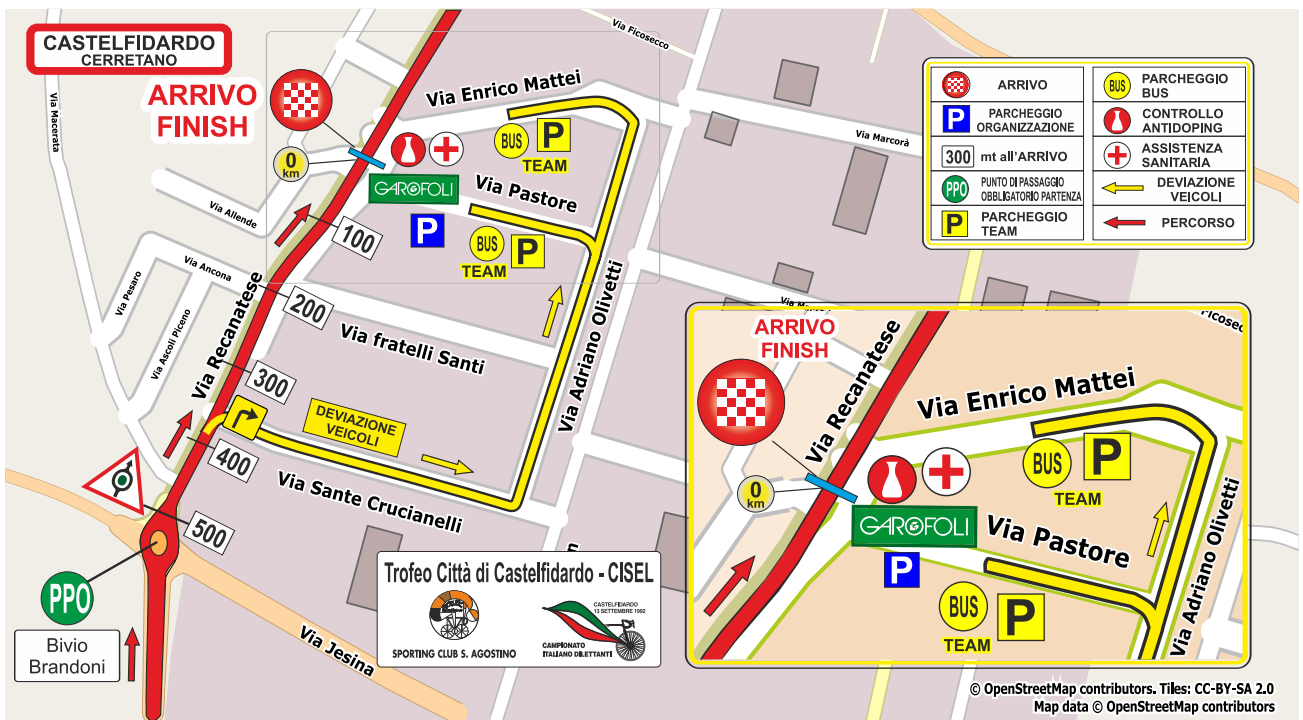 CASTELFIDARDO
CERRETANO
ARRIVO
FINISH
0
km
Via Macerata
Via Allende
Via Ancona
Via Pesaro
Via Ascoli Piceno
Via Recanatese
Via Ficosecco
Via Enrico Mattei
BUS
P
TEAM
GAROFOLI
Via Pastore
P
BUS
P
TEAM
Via Marcorà
100
200
300
400
500
Via fratelli Santi
Via Adriano Olivetti
DEVIAZIONE
VEICOLI
Via Sante Crucianelli
PPO
Bivio
Brandoni
Via Jesina
Trofeo Città di Castelfidardo - CISEL
SPORTING CLUB S. AGOSTINO
CASTELFIDARDO
13 SETTEMBRE 1992
CAMPIONATO
ITALIANO DILETTANTI
ARRIVO
P
PARCHEGGIO
ORGANIZZAZIONE
300
mt all'ARRIVO
PPO
PUNTO DI PASSAGGIO
OBBLIGATORIO PARTENZA
P
PARCHEGGIO
TEAM
BUS
PARCHEGGIO
BUS
CONTROLLO
ANTIDOPING
ASSISTENZA
SANITARIA
DEVIAZIONE
VEICOLI
PERCORSO
ARRIVO
FINISH
Via Recanatese
0
km
Via Enrico Mattei
BUS
P
TEAM
GAROFOLI
Via Pastore
P
BUS
P
TEAM
Via Adriano Olivetti
© OpenStreetMap contributors. Tiles: CC-BY-SA 2.0
Map data © OpenStreetMap contributors